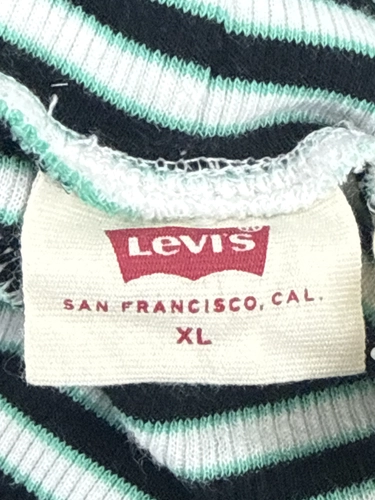 LEVI'S®
SAN FRANCISCO, CAL.
XL